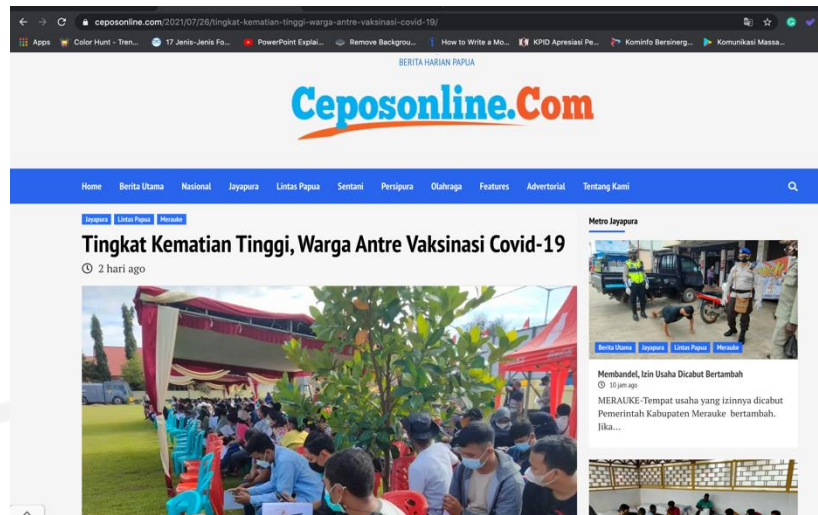 ceposonline.com/2021/07/26/tingkat-kematian-tinggi-warga-antre-vaksinasi-covid-19/
Apps Color Hunt - Tren... 17 Jenis-Jenis Fo... PowerPoint Explai... Remove Backgrou... How to Write a Mo... KPID Apresiasi Pe... Kominfo Bersinerg... Komunikasi Massa...
BERITA HARIAN PAPUA
Ceposonline.Com
Home Berita Utama Nasional Jayapura Lintas Papua Sentani Persipura Olahraga Features Advertorial Tentang Kami
Jayapura Lintas Papua Merauke
Tingkat Kematian Tinggi, Warga Antre Vaksinasi Covid-19
2 hari ago
Metro Jayapura
Berita Utama Jayapura Lintas Papua Merauke
Membandel, Izin Usaha Dicabut Bertambah
10 jam ago
MERAUKE-Tempat usaha yang izinnya dicabut
Pemerintah Kabupaten Merauke bertambah.
Jika...